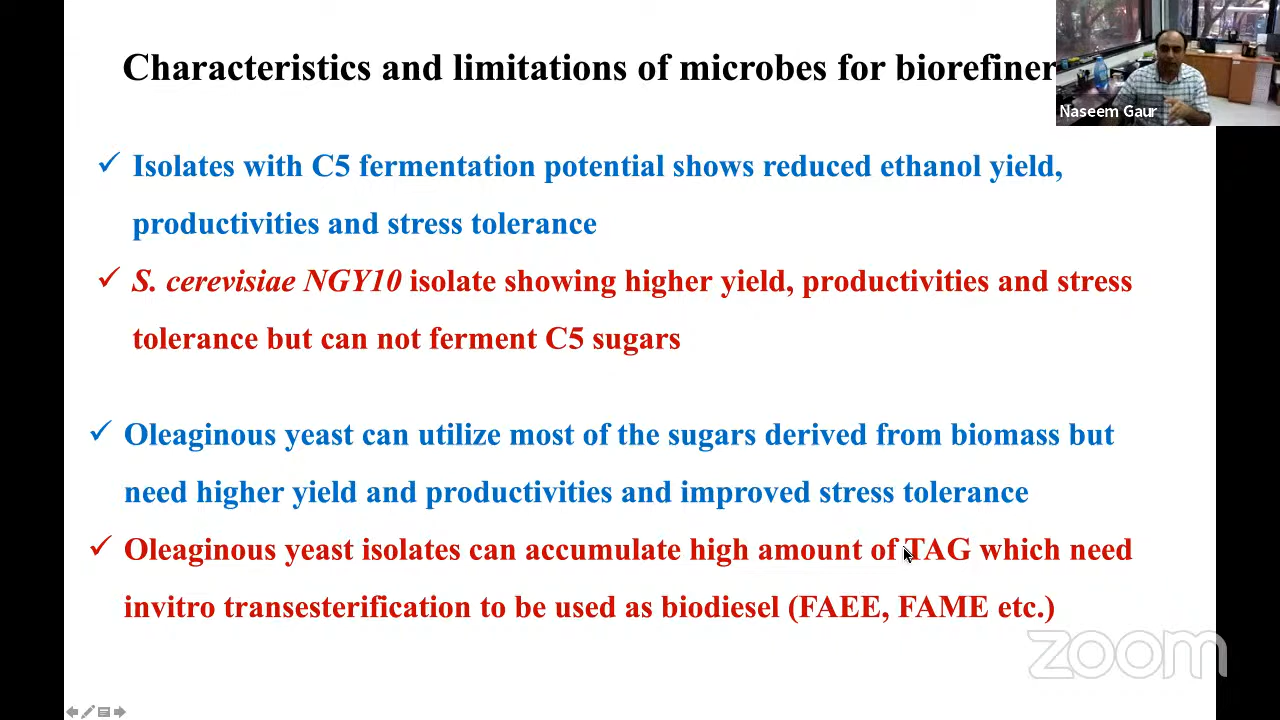 Characteristics and limitations of microbes for biorefiner
Naseem Gaur
✓ Isolates with C5 fermentation potential shows reduced ethanol yield,
productivities and stress tolerance
✓ S. cerevisiae NGY10 isolate showing higher yield, productivities and stress
tolerance but can not ferment C5 sugars
✓ Oleaginous yeast can utilize most of the sugars derived from biomass but
need higher yield and productivities and improved stress tolerance
✓ Oleaginous yeast isolates can accumulate high amount of TAG which need
invitro transesterification to be used as biodiesel (FAEE, FAME etc.)
zoom